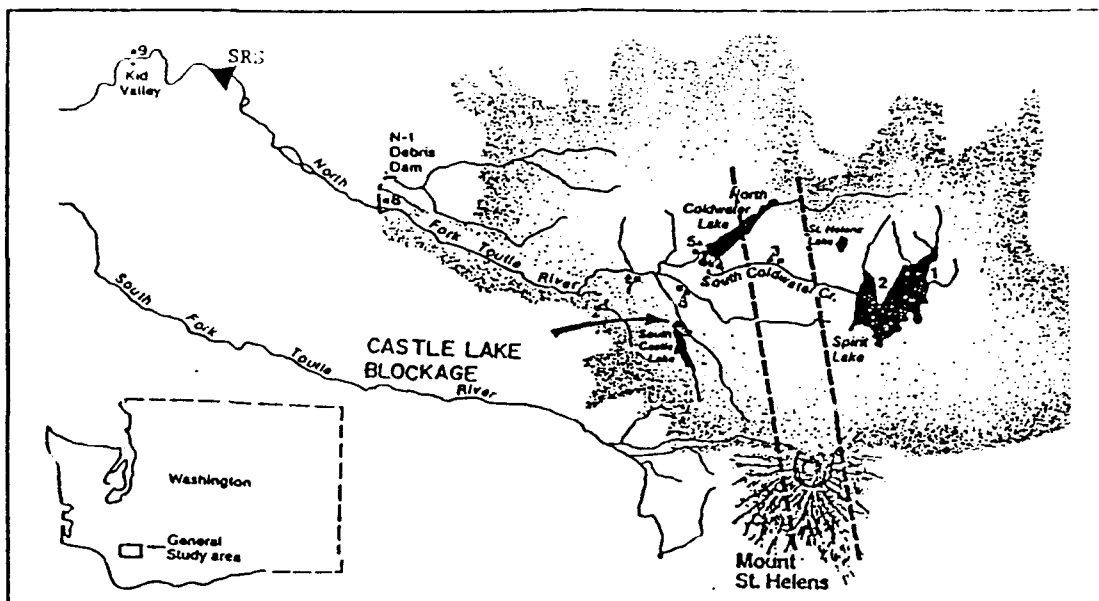 9
SRS
Kid
Valley
N-1
Debris
Dam
8
North
Fork
Toutle
River
North
Coldwater
Lake
St. Helens
Lake
South Coldwater Cr.
2
1
Spirit
Lake
South
Castle
Lake
CASTLE LAKE
BLOCKAGE
South
Fork
Toutle
River
Washington
General
Study area
Mount
St. Helens